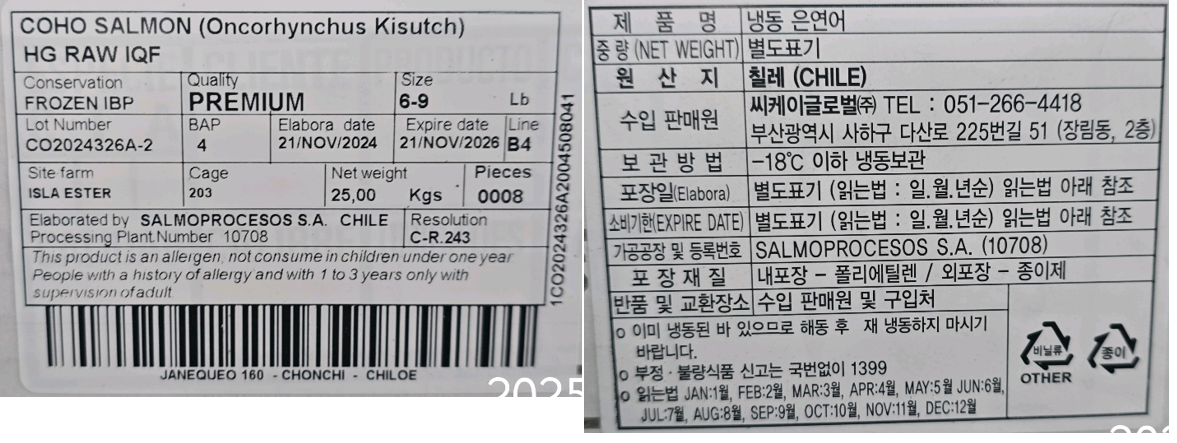 COHO SALMON (Oncorhynchus Kisutch)
HG RAW IQF
Conservation
FROZEN IBP
Quality
PREMIUM
Size
6-9 Lb
Lot Number
CO2024326A-2
BAP
4
Elabora date
21/NOV/2024
Expire date
21/NOV/2026
Line
B4
Site farm
ISLA ESTER
Cage
203
Net weight
25,00 Kgs
Pieces
0008
Elaborated by SALMOPROCESOS S.A. CHILE
Processing Plant Number 10708
Resolution
C-R.243
This product is an allergen, not consume in children under one year
People with a history of allergy and with 1 to 3 years only with
supervision of adult
JANEQUEO 160 - CHONCHI - CHILOE
1CO2024326A2004508041
2025
제 품 명 냉동 은연어
중량(NET WEIGHT) 별도표기
원 산 지 칠레 (CHILE)
수입 판매원 씨케이글로벌㈜ TEL : 051-266-4418
부산광역시 사하구 다산로 225번길 51 (장림동, 2층)
보 관 방 법 -18℃ 이하 냉동보관
포장일(Elabora) 별도표기 (읽는법 : 일.월.년순) 읽는법 아래 참조
소비기한(EXPIRE DATE) 별도표기 (읽는법 : 일.월.년순) 읽는법 아래 참조
가공공장 및 등록번호 SALMOPROCESOS S.A. (10708)
포 장 재 질 내포장 - 폴리에틸렌 / 외포장 - 종이제
반품 및 교환장소 수입 판매원 및 구입처
o 이미 냉동된 바 있으므로 해동 후 재 냉동하지 마시기
바랍니다.
o 부정·불량식품 신고는 국번없이 1399
o 읽는법 JAN:1월, FEB:2월, MAR:3월, APR:4월, MAY:5월 JUN:6월,
JUL:7월, AUG:8월, SEP:9월, OCT:10월, NOV:11월, DEC:12월
비닐류
OTHER
종이